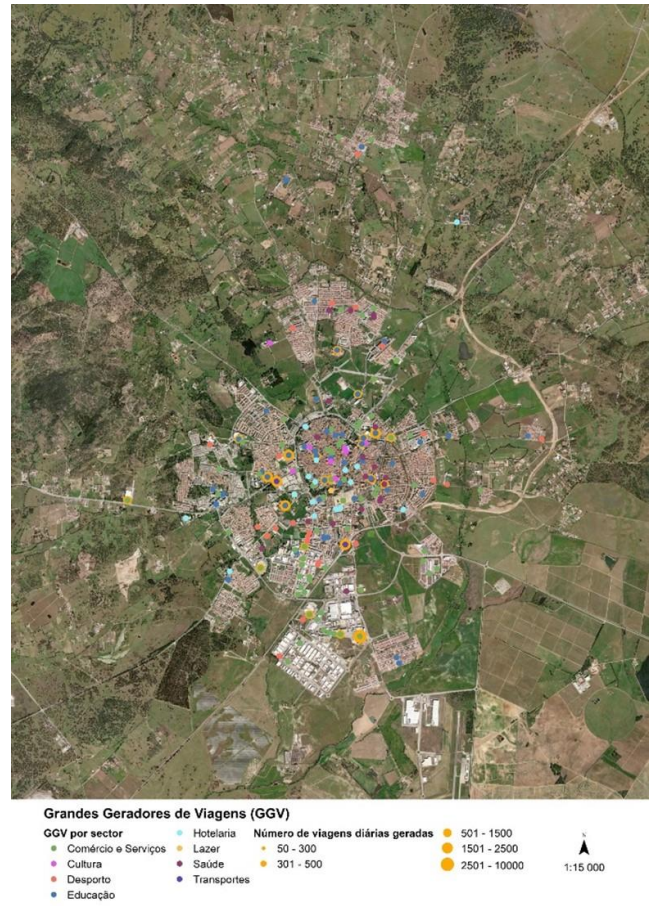 Grandes Geradores de Viagens (GGV)
GGV por sector
Comércio e Serviços
Cultura
Desporto
Educação
Hotelaria
Lazer
Saúde
Transportes
Número de viagens diárias geradas
50 - 300
301 - 500
501 - 1500
1501 - 2500
2501 - 10000
N
1:15 000